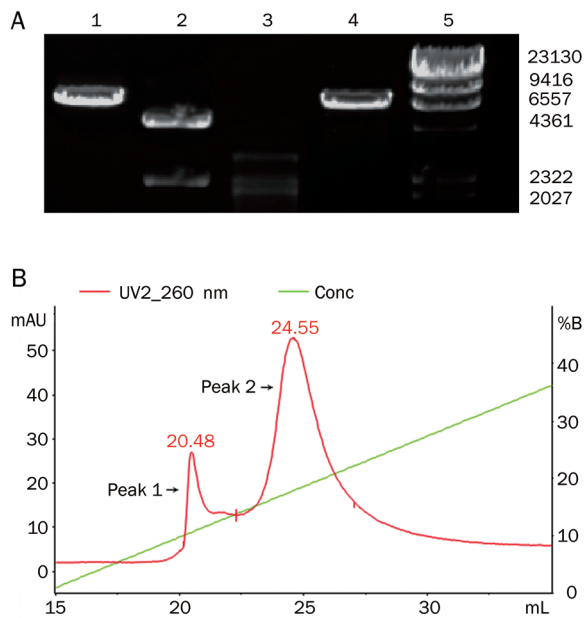 A
1 2 3 4 5
23130
9416
6557
4361
2322
2027
B
UV2_260 nm Conc
mAU %B
24.55
50
40 40
Peak 2 →
30 30
20.48
20 20
Peak 1 →
10 10
0 0
15 20 25 30 mL